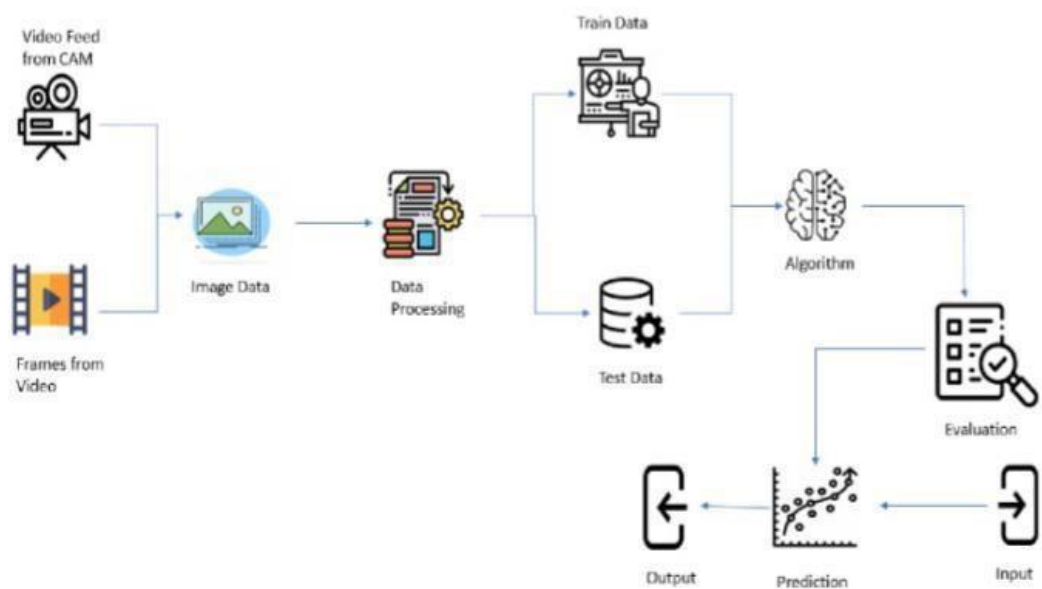 Video Feed
from CAM
Train Data
Image Data
Data
Processing
Algorithm
Frames from
Video
Test Data
Evaluation
Output
Prediction
Input